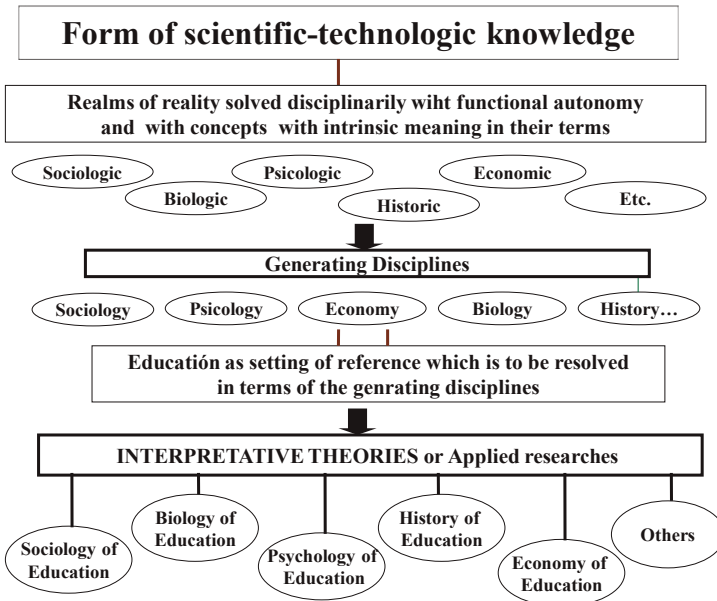 Form of scientific-technologic knowledge
Realms of reality solved disciplinarily wiht functional autonomy
and with concepts with intrinsic meaning in their terms
Sociologic
Psicologic
Economic
Biologic
Historic
Etc.
Generating Disciplines
Sociology
Psicology
Economy
Biology
History...
Educatión as setting of reference which is to be resolved
in terms of the genrating disciplines
INTERPRETATIVE THEORIES or Applied researches
Sociology of
Education
Biology of
Education
Psychology of
Education
History of
Education
Economy of
Education
Others